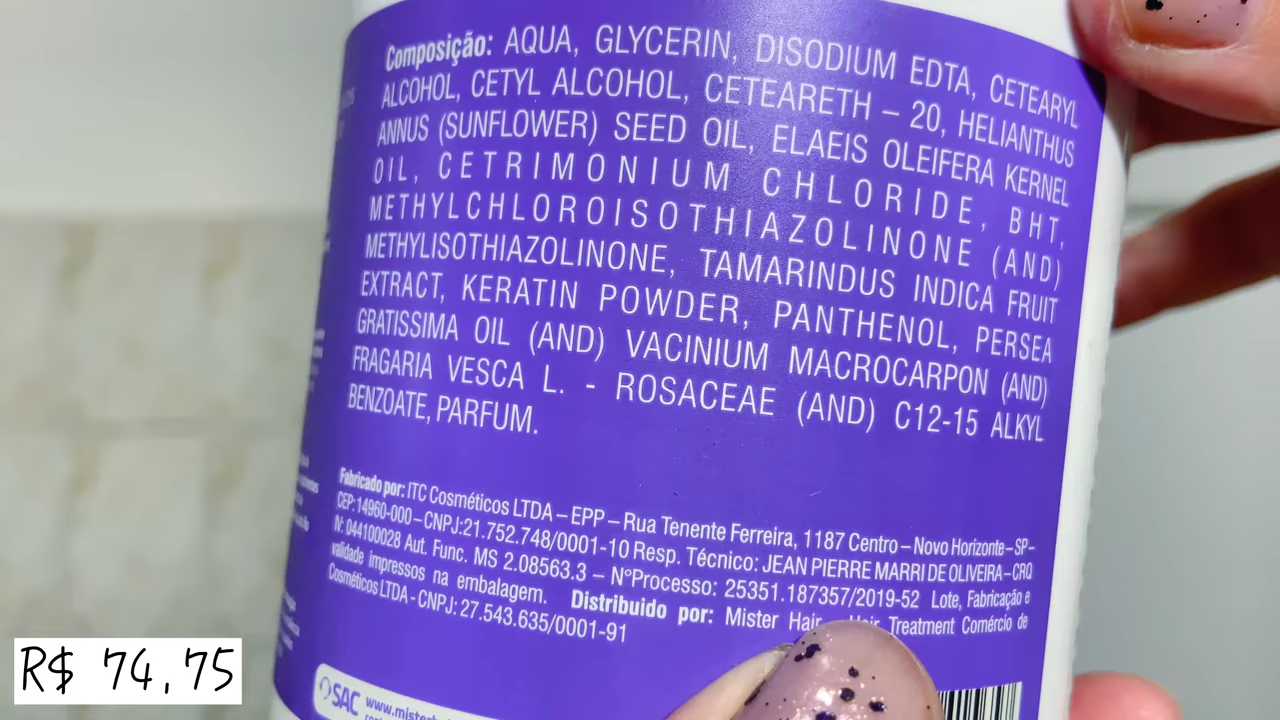 Composição: AQUA, GLYCERIN, DISODIUM EDTA, CETEARYL
ALCOHOL, CETYL ALCOHOL, CETEARETH – 20, HELIANTHUS
ANNUS (SUNFLOWER) SEED OIL, ELAEIS OLEIFERA KERNEL
OIL, CETRIMONIUM CHLORIDE, BHT,
METHYLCHLOROISOTHIAZOLINONE (AND)
METHYLISOTHIAZOLINONE, TAMARINDUS INDICA FRUIT
EXTRACT, KERATIN POWDER, PANTHENOL, PERSEA
GRATISSIMA OIL (AND) VACINIUM MACROCARPON (AND)
FRAGARIA VESCA L. - ROSACEAE (AND) C12-15 ALKYL
BENZOATE, PARFUM.
Fabricado por: ITC Cosméticos LTDA – EPP – Rua Tenente Ferreira, 1187 Centro – Novo Horizonte – SP –
CEP: 14960-000 – CNPJ: 21.752.748/0001-10 Resp. Técnico: JEAN PIERRE MARRI DE OLIVEIRA – CRQ
IV: 044100028 Aut. Func. MS 2.08563.3 – NºProcesso: 25351.187357/2019-52 Lote, Fabricação e
validade impressos na embalagem. Distribuido por: Mister Hair Hair Treatment Comércio de
Cosméticos LTDA - CNPJ: 27.543.635/0001-91
SAC
R$ 74,75